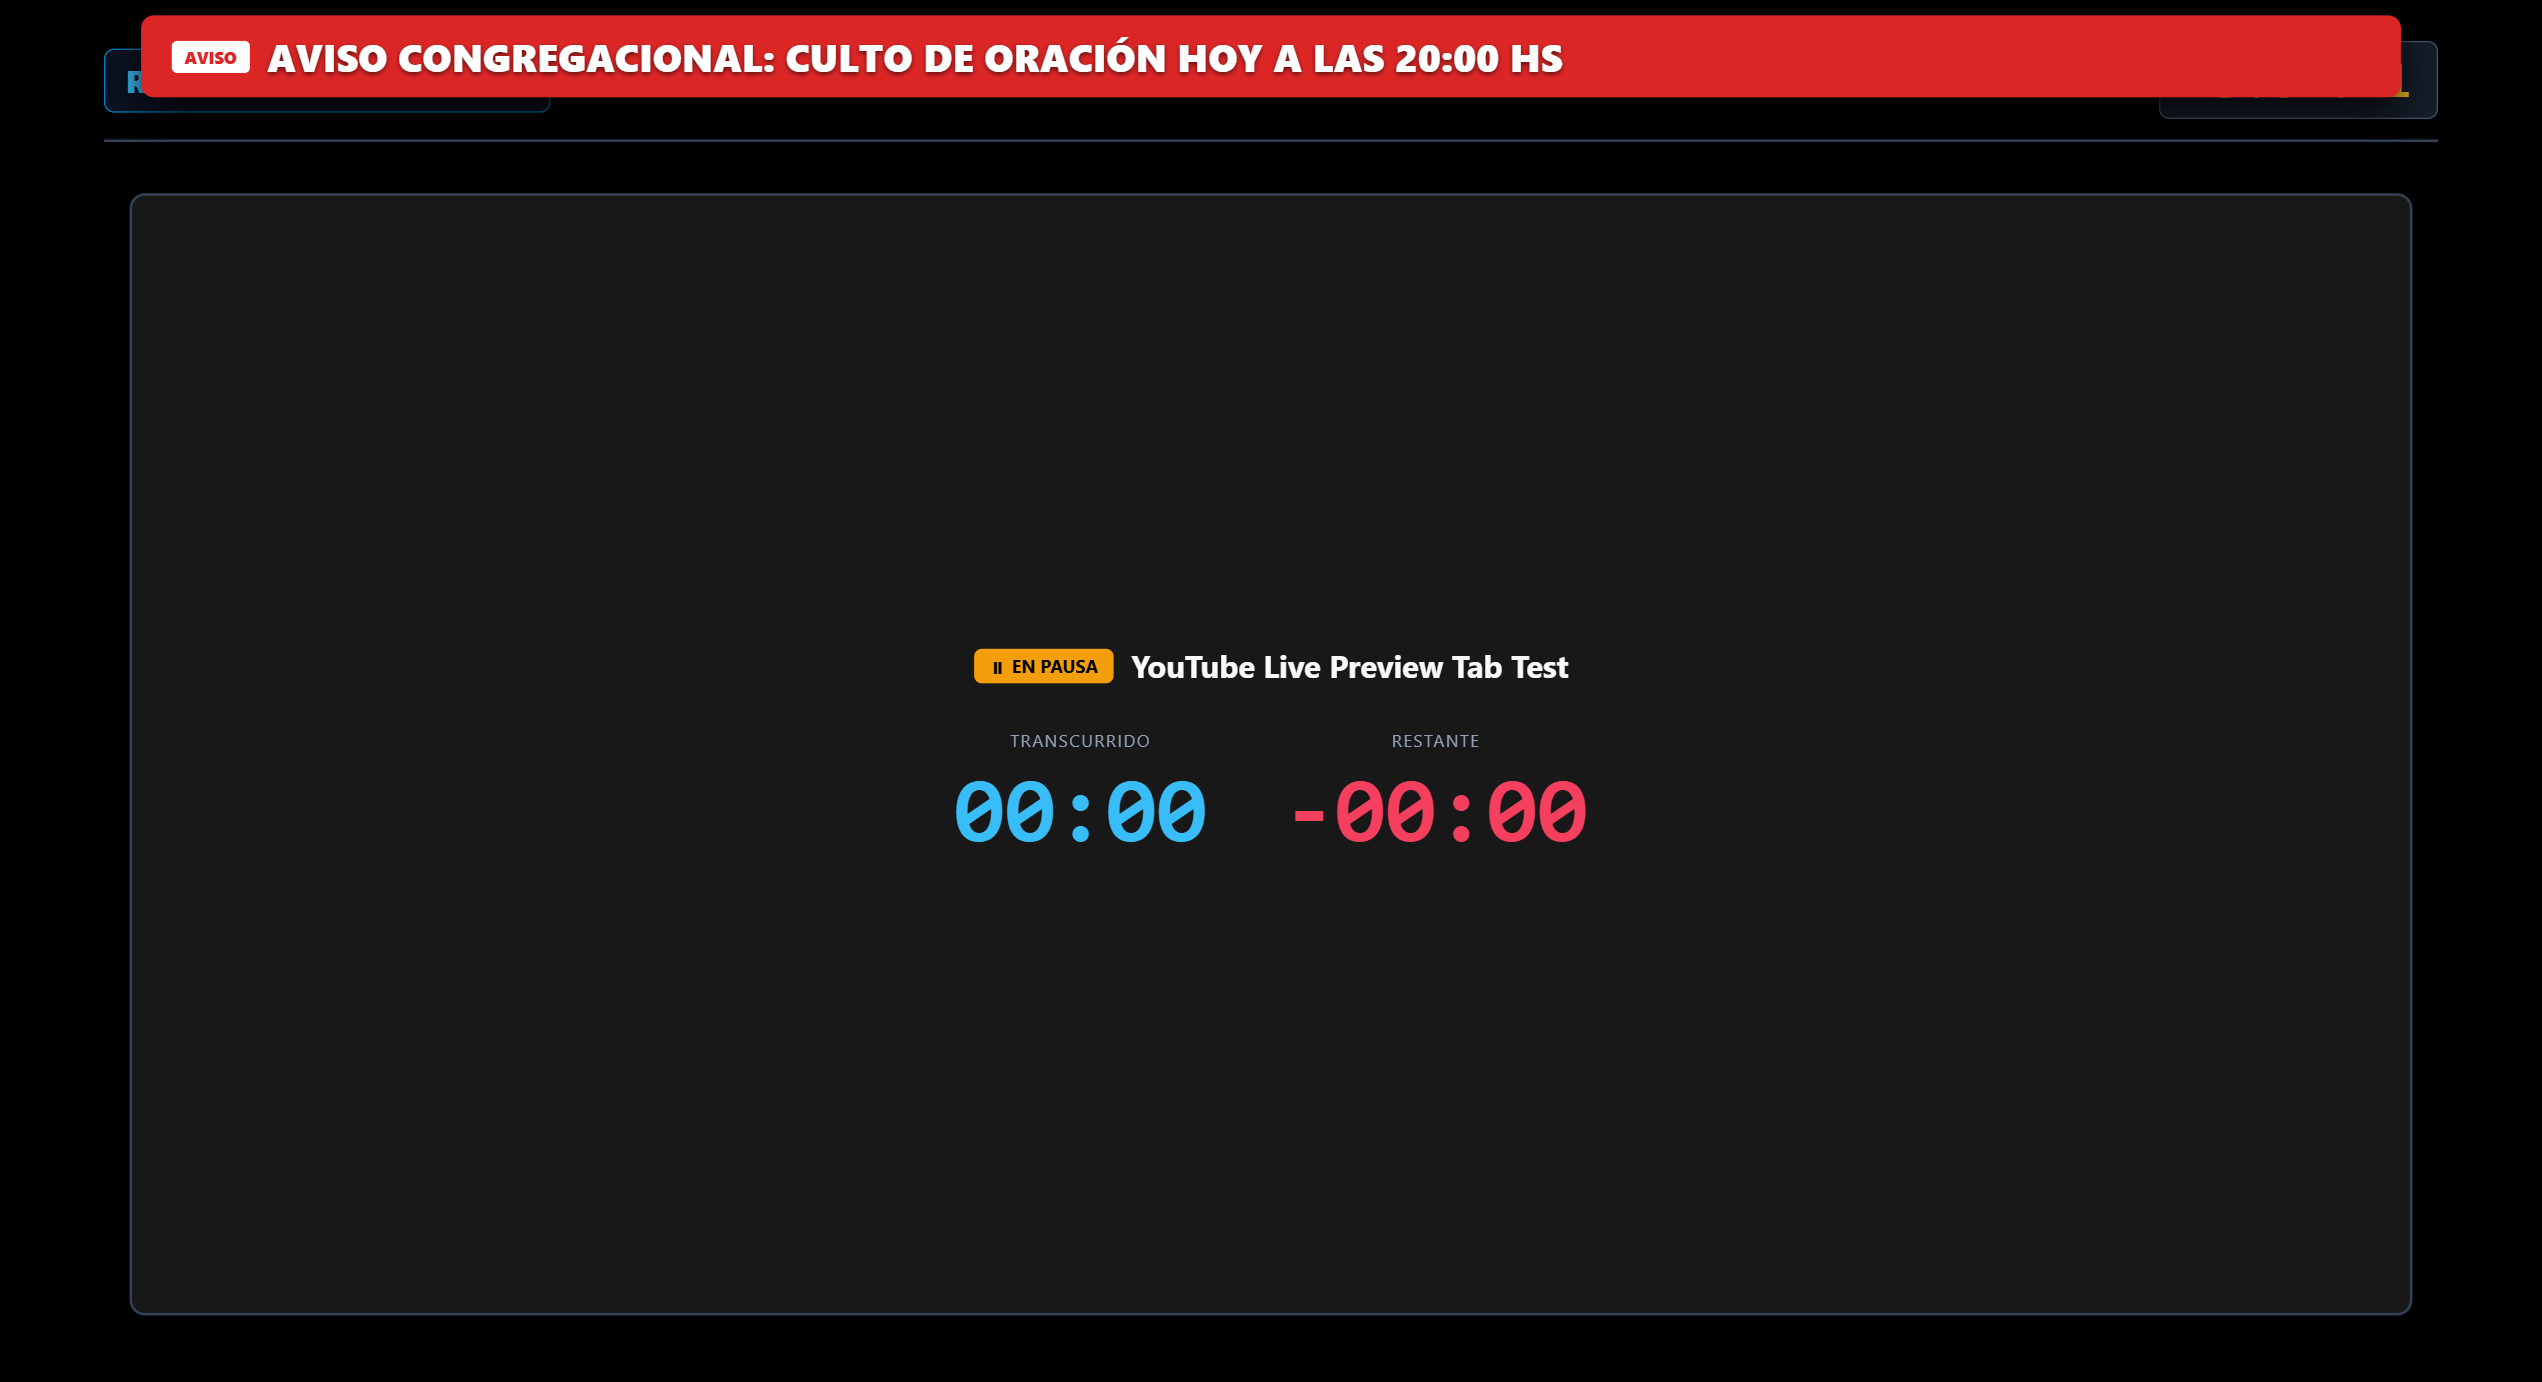 AVISO AVISO CONGREGACIONAL: CULTO DE ORACIÓN HOY A LAS 20:00 HS
EN PAUSA YouTube Live Preview Tab Test
TRANSCURRIDO RESTANTE
00:00 -00:00